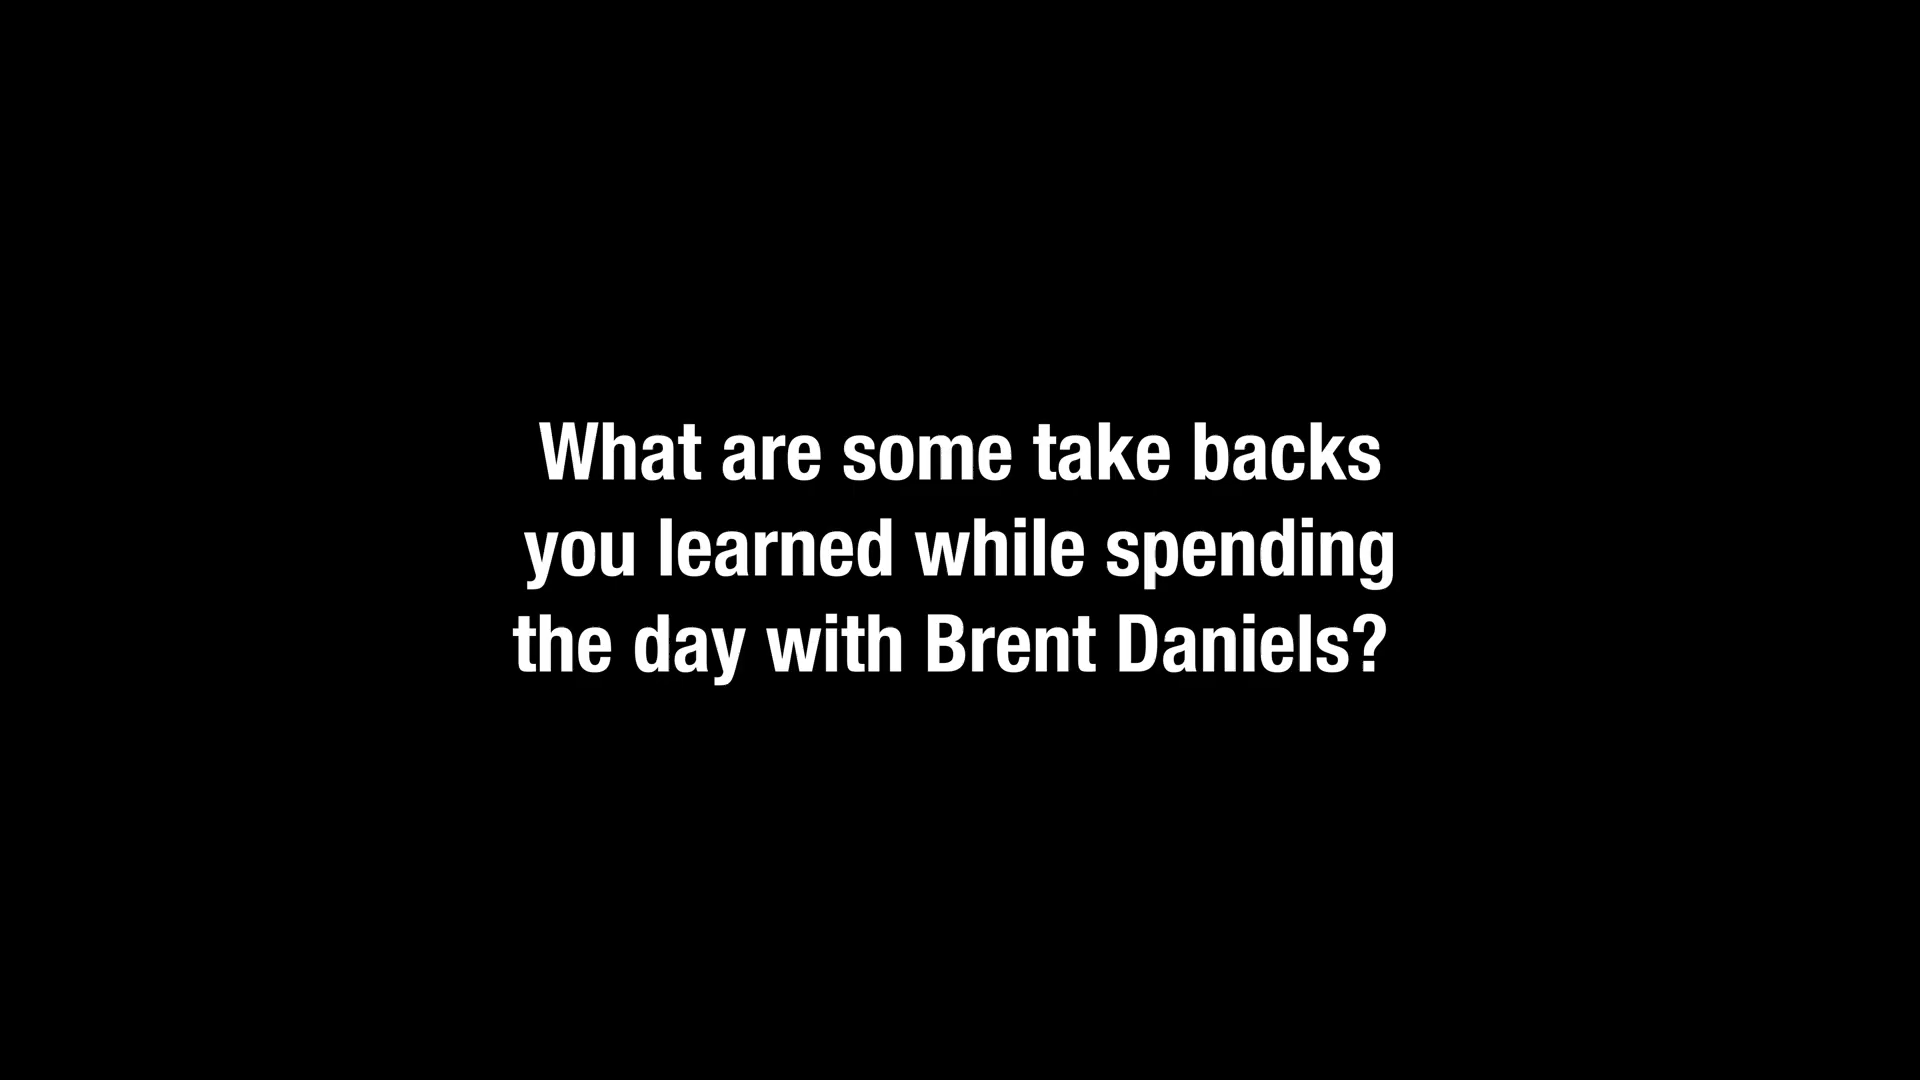 What are some take backs
you learned while spending
the day with Brent Daniels?